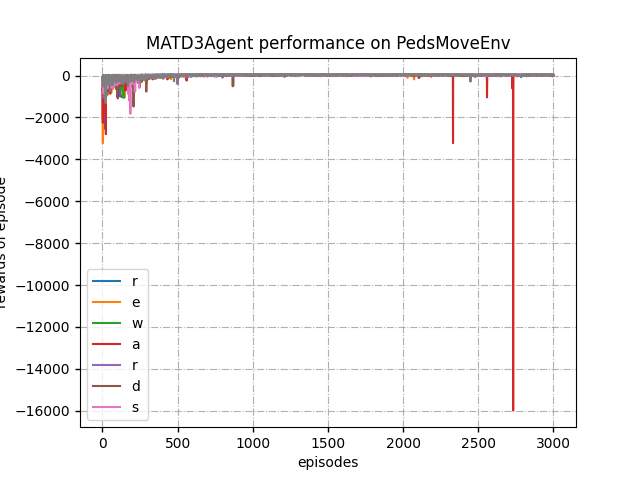 MATD3Agent performance on PedsMoveEnv
rewards of episode
0
−2000
−4000
−6000
−8000
−10000
−12000
−14000
−16000
r
e
w
a
r
d
s
0 500 1000 1500 2000 2500 3000
episodes